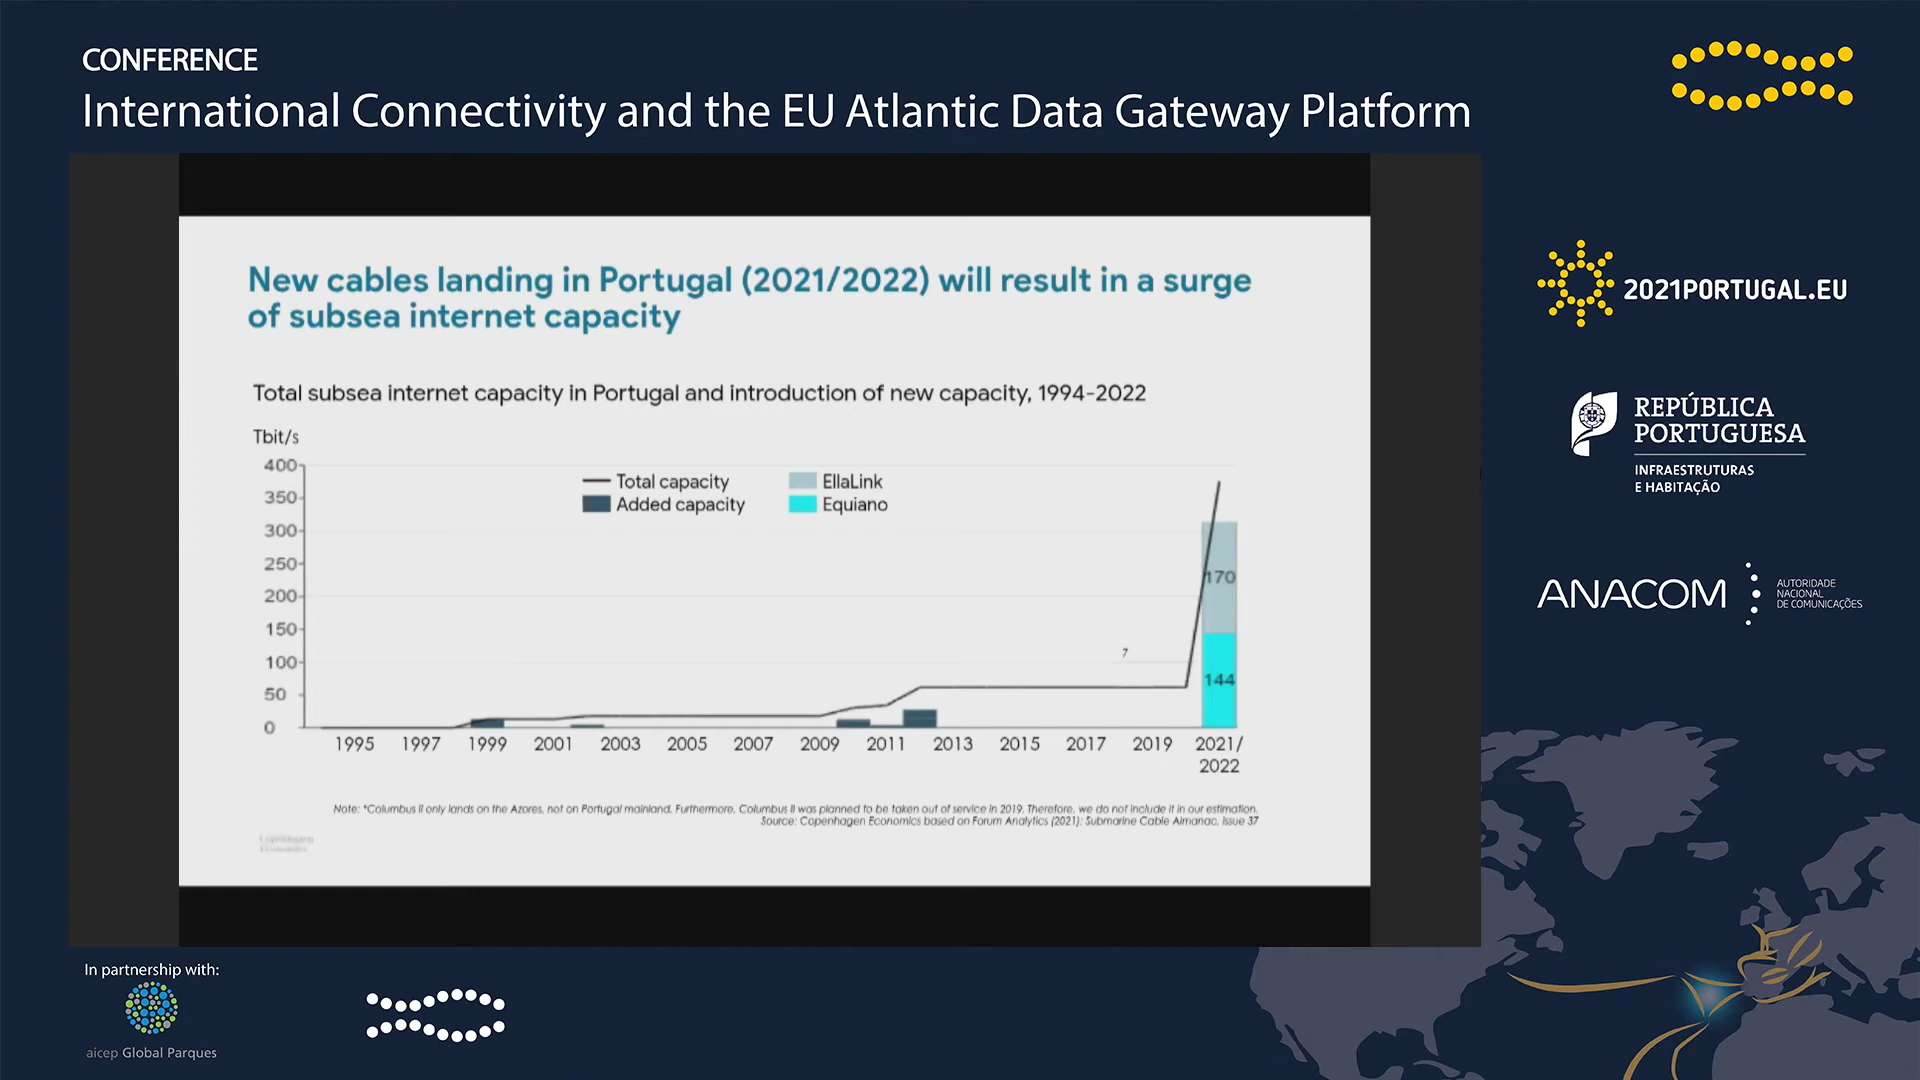 CONFERENCE
International Connectivity and the EU Atlantic Data Gateway Platform
New cables landing in Portugal (2021/2022) will result in a surge
of subsea internet capacity
Total subsea internet capacity in Portugal and introduction of new capacity, 1994-2022
Tbit/s
400
350
300
250
200
150
100
50
0
Total capacity
Added capacity
EllaLink
Equiano
170
7
144
1995 1997 1999 2001 2003 2005 2007 2009 2011 2013 2015 2017 2019 2021/
2022
Note: *Columbus II only lands on the Azores, not on Portugal mainland. Furthermore, Columbus II was planned to be taken out of service in 2019. Therefore, we do not include it in our estimation.
Source: Copenhagen Economics based on Forum Analytics (2021): Submarine Cable Almanac, Issue 37
Copenhagen
Economics
2021PORTUGAL.EU
REPÚBLICA
PORTUGUESA
INFRAESTRUTURAS
E HABITAÇÃO
ANACOM
AUTORIDADE
NACIONAL
DE COMUNICAÇÕES
In partnership with:
aicep Global Parques